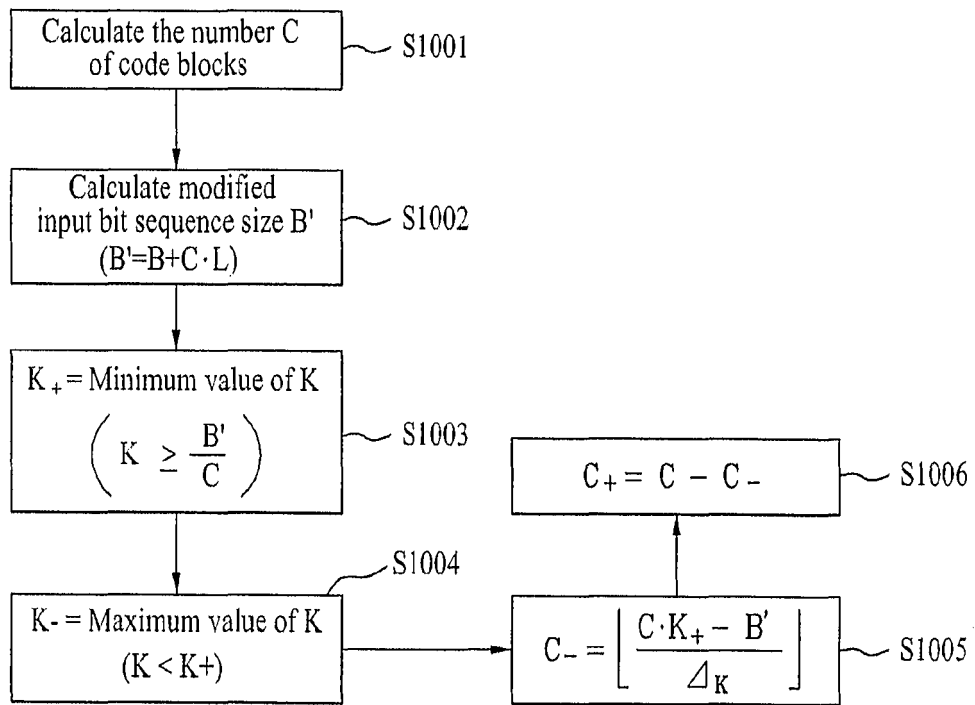 Calculate the number C
of code blocks
S1001
Calculate modified
input bit sequence size B'
(B'=B+C·L)
S1002
K+ = Minimum value of K
(K ≥ B'/C)
S1003
S1004
K- = Maximum value of K
(K < K+)
C- = ⌊(C·K+ − B')/ΔK⌋
S1005
C+ = C − C-
S1006